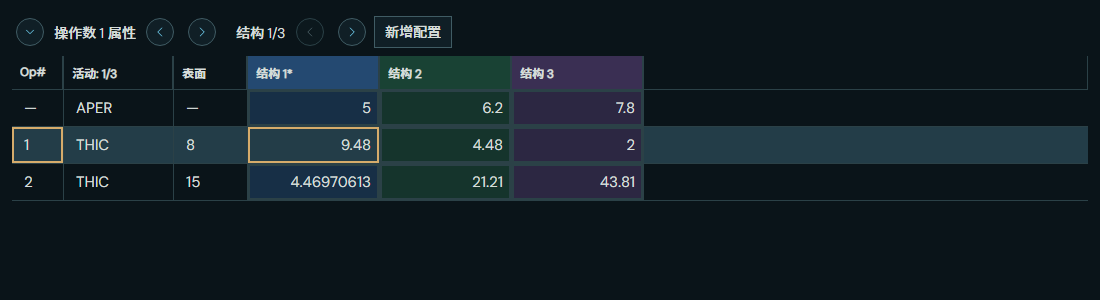 操作数 1 属性 结构 1/3 新增配置
Op# 活动: 1/3 表面 结构 1* 结构 2 结构 3
— APER — 5 6.2 7.8
1 THIC 8 9.48 4.48 2
2 THIC 15 4.46970613 21.21 43.81